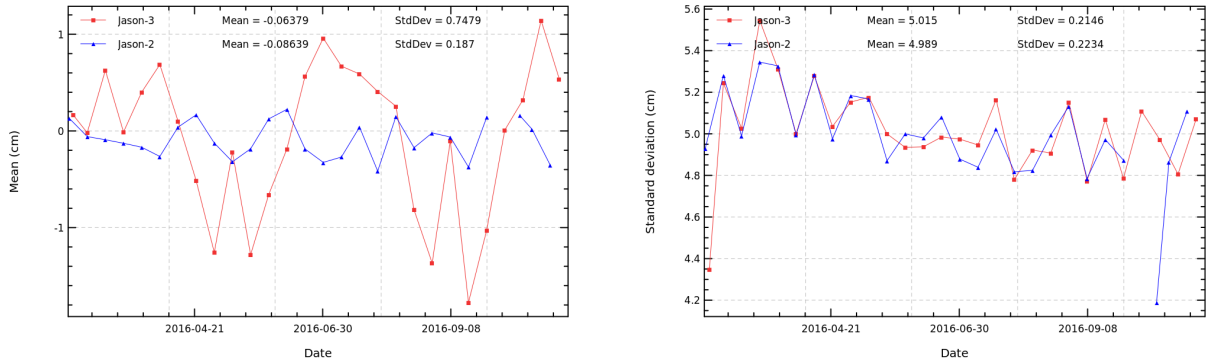 Jason-3 Mean = -0.06379 StdDev = 0.7479
Jason-2 Mean = -0.08639 StdDev = 0.187
1
0
-1
Mean (cm)
2016-04-21 2016-06-30 2016-09-08
Date
Jason-3 Mean = 5.015 StdDev = 0.2146
Jason-2 Mean = 4.989 StdDev = 0.2234
5.6
5.4
5.2
5.0
4.8
4.6
4.4
4.2
Standard deviation (cm)
2016-04-21 2016-06-30 2016-09-08
Date